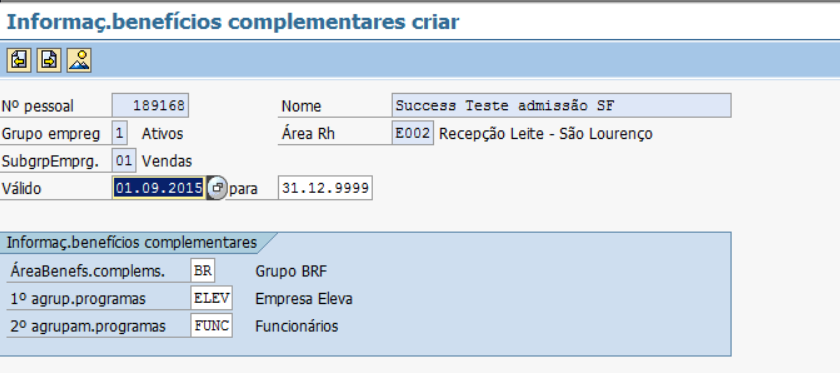 Informaç.benefícios complementares criar
Nº pessoal 189168 Nome Success Teste admissão SF
Grupo empreg 1 Ativos Área Rh E002 Recepção Leite - São Lourenço
SubgrpEmprg. 01 Vendas
Válido 01.09.2015 para 31.12.9999
Informaç.benefícios complementares
ÁreaBenefs.complems. BR Grupo BRF
1º agrup.programas ELEV Empresa Eleva
2º agrupam.programas FUNC Funcionários